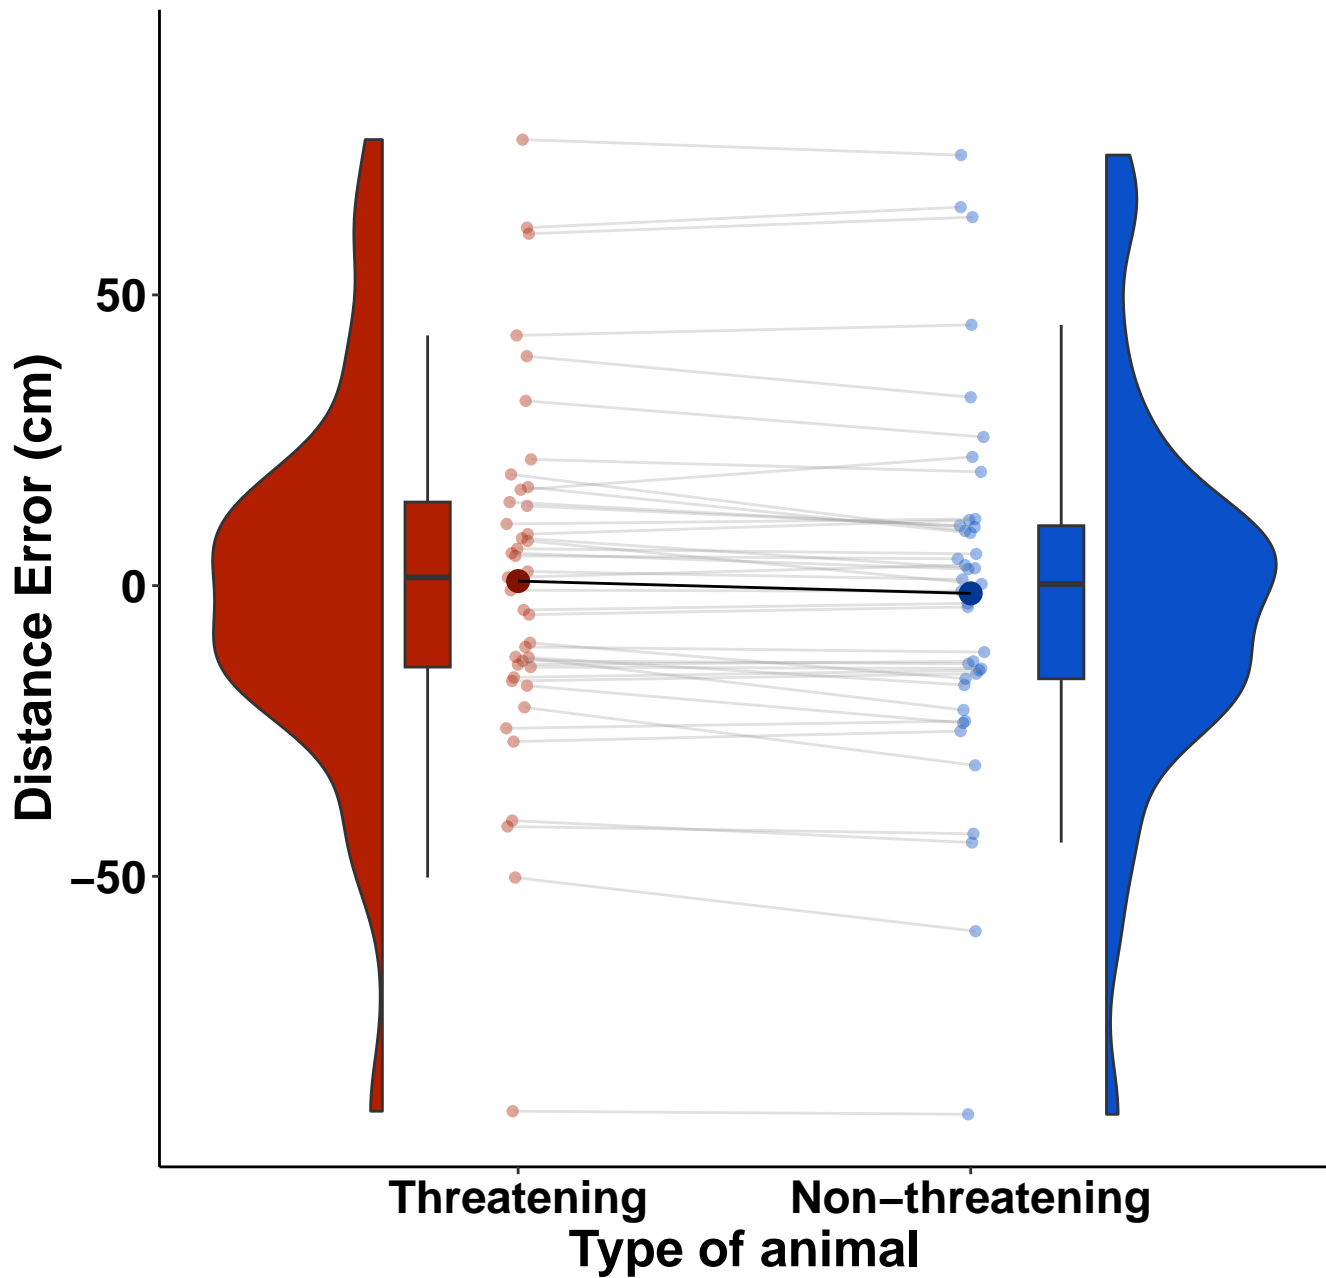 Distance Error (cm)
50
0
−50
Threatening
Non−threatening
Type of animal